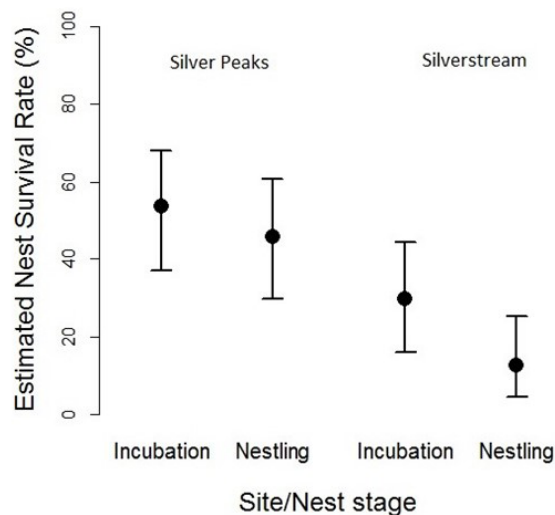 Estimated Nest Survival Rate (%)
100
80
60
40
20
0
Silver Peaks
Silverstream
Incubation Nestling Incubation Nestling
Site/Nest stage